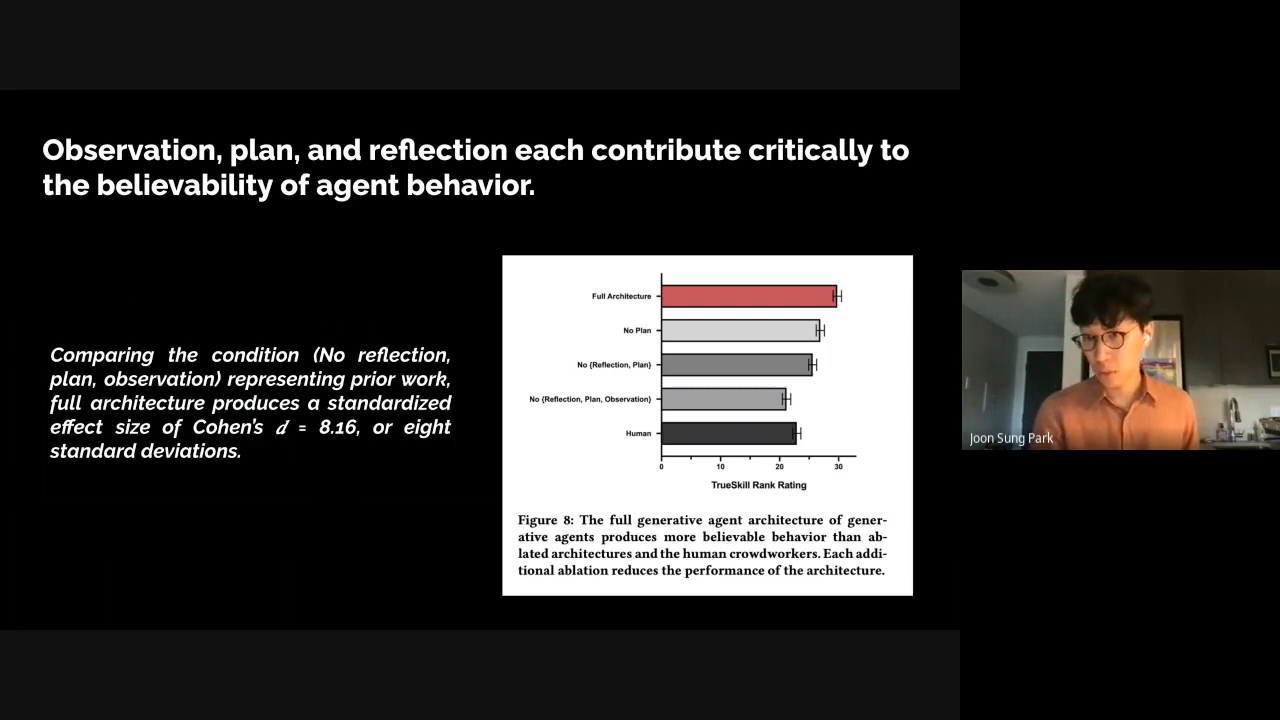 Observation, plan, and reflection each contribute critically to
the believability of agent behavior.
Comparing the condition (No reflection,
plan, observation) representing prior work,
full architecture produces a standardized
effect size of Cohen's d = 8.16, or eight
standard deviations.
Full Architecture
No Plan
No {Reflection, Plan}
No {Reflection, Plan, Observation}
Human
0 10 20 30
TrueSkill Rank Rating
Figure 8: The full generative agent architecture of gener-
ative agents produces more believable behavior than ab-
lated architectures and the human crowdworkers. Each addi-
tional ablation reduces the performance of the architecture.
Joon Sung Park